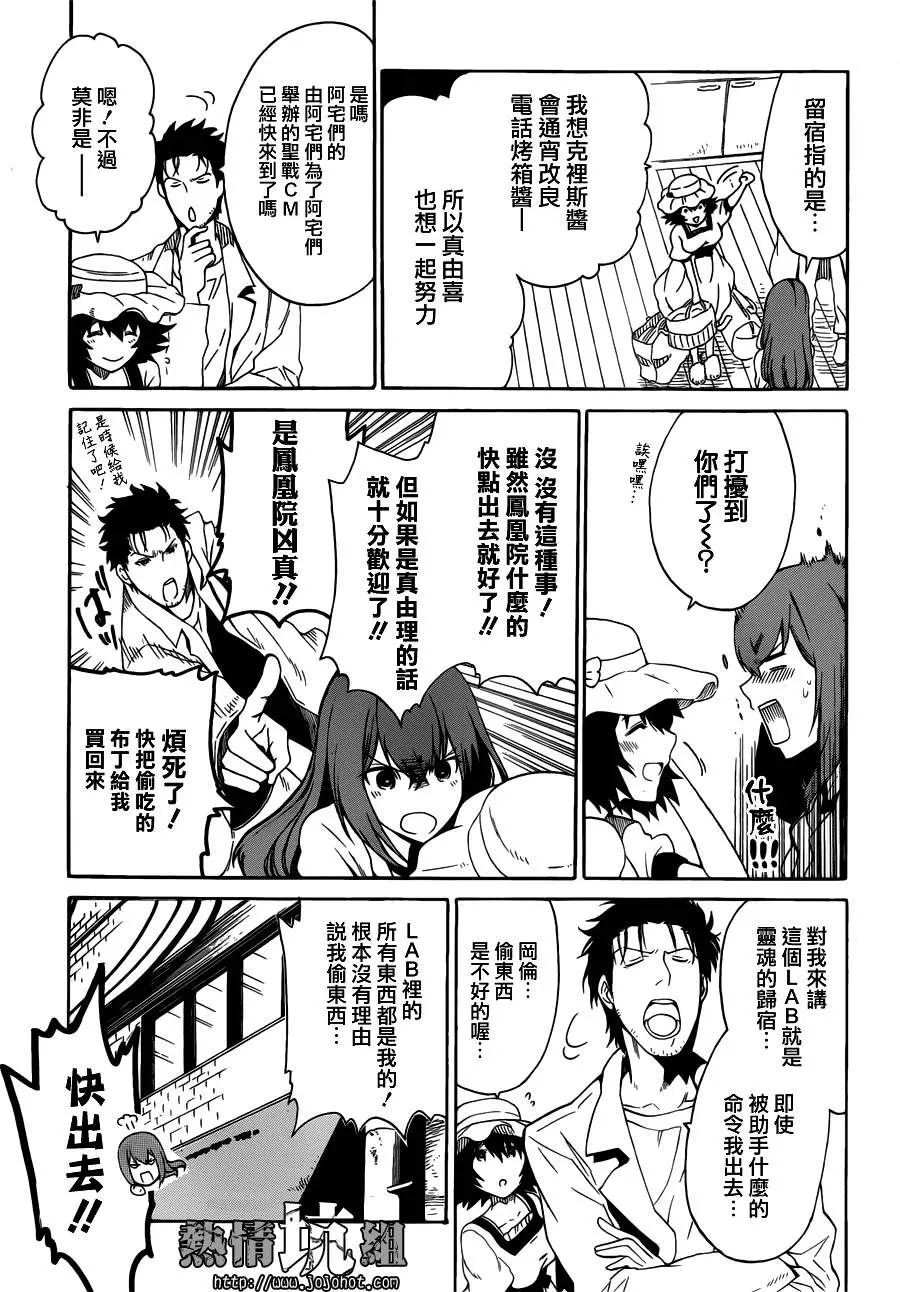 留宿指的是…
我想克裡斯醬
會通宵改良
電話烤箱醬—
所以真由喜
也想一起努力
是嗎
阿宅們的
由阿宅們為了阿宅們
舉辦的聖戰CM
已經快來到了嗎
嗯!不過
莫非是——
打擾到
你們了~?
誒嘿嘿…
什麼!!!
沒 沒有這種事!
雖然鳳凰院什麼的
快點出去就好了!!
但如果是真由理的話
就十分歡迎了!!
是鳳凰院凶真!!
是時候給我
記住了吧!
ばっ
煩死了!
快把偷吃的
布丁給我
買回來
對我來講
這個LAB就是
靈魂的歸宿…
即使
被助手什麼的
命令我出去…
岡倫…
偷東西
是不好的喔…
LAB裡的
所有東西都是我的!
根本沒有理由
說我偷東西…
快出去!!
熱情坑組
http://www.jojohot.com